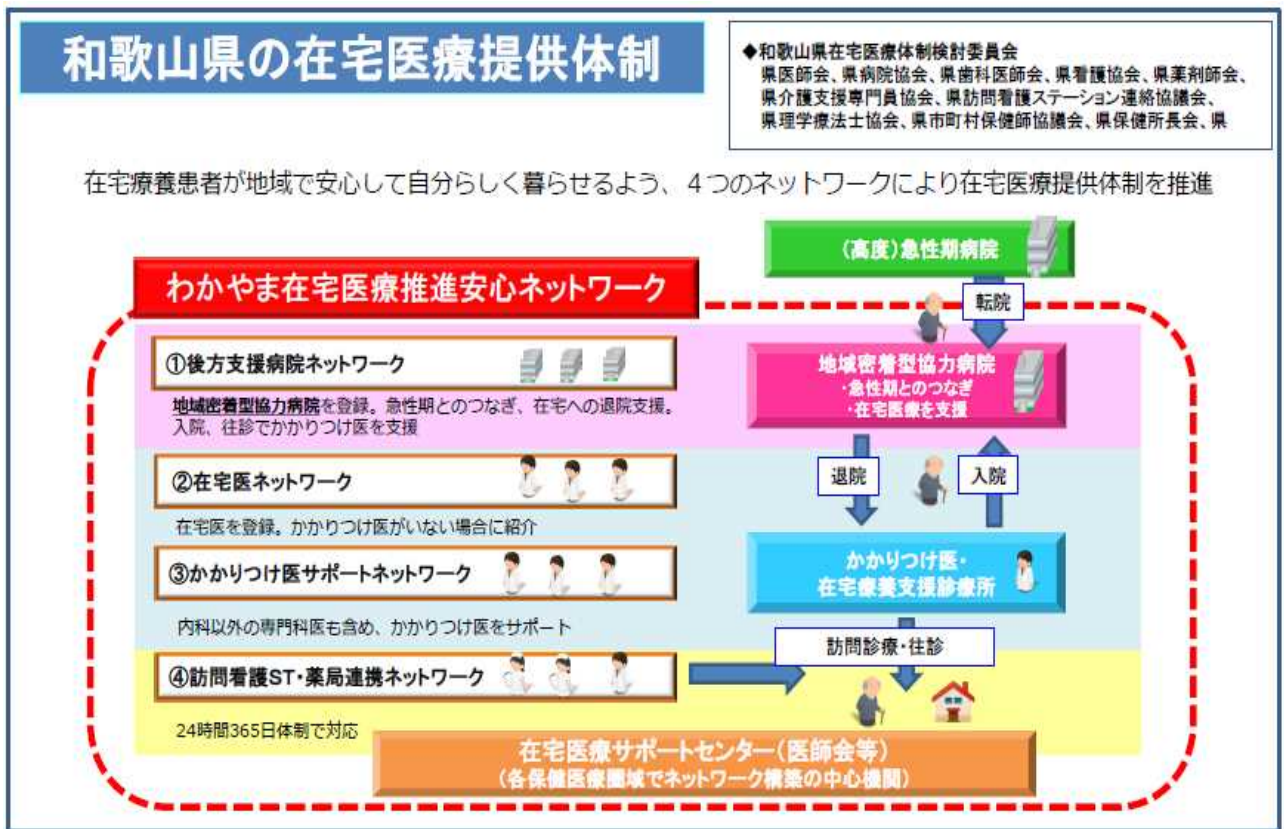 和歌山県の在宅医療提供体制
◆和歌山県在宅医療体制検討委員会
県医師会、県病院協会、県歯科医師会、県看護協会、県薬剤師会、
県介護支援専門員協会、県訪問看護ステーション連絡協議会、
県理学療法士協会、県市町村保健師協議会、県保健所長会、県
在宅療養患者が地域で安心して自分らしく暮らせるよう、4つのネットワークにより在宅医療提供体制を推進
(高度)急性期病院
わかやま在宅医療推進安心ネットワーク
転院
①後方支援病院ネットワーク
地域密着型協力病院を登録。急性期とのつなぎ、在宅への退院支援。
入院、往診でかかりつけ医を支援
地域密着型協力病院
・急性期とのつなぎ
・在宅医療を支援
②在宅医ネットワーク
在宅医を登録。かかりつけ医がいない場合に紹介
退院
入院
③かかりつけ医サポートネットワーク
内科以外の専門科医も含め、かかりつけ医をサポート
かかりつけ医・
在宅療養支援診療所
訪問診療・往診
④訪問看護ST・薬局連携ネットワーク
24時間365日体制で対応
在宅医療サポートセンター(医師会等)
(各保健医療圏域でネットワーク構築の中心機関)